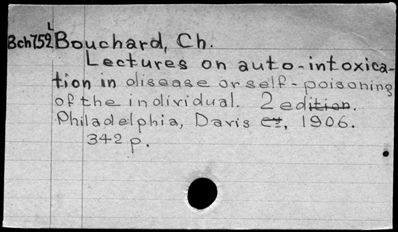 L
Bch752 Bouchard, Ch.
Lectures on auto-intoxica-
tion in disease or self-poisoning
of the individual. 2 edition.
Philadelphia, Davis, 1906.
342 p.